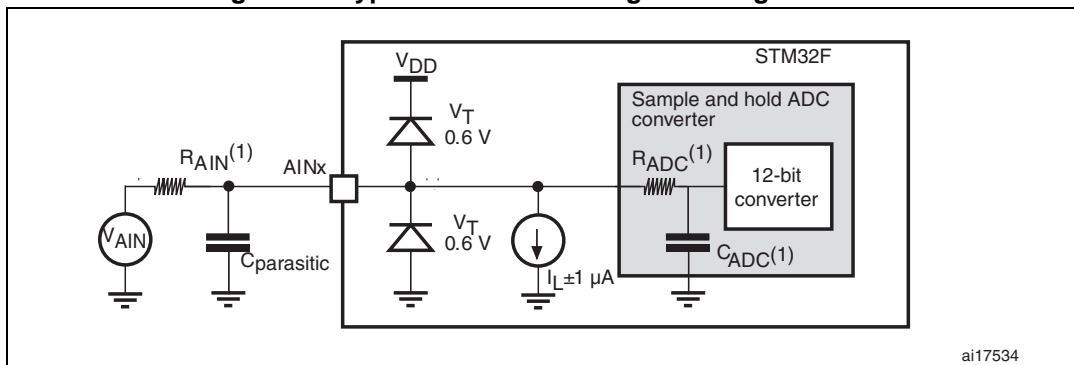 STM32F
VDD
Sample and hold ADC
converter
VT
0.6 V
RAIN(1)
AINx
RADC(1)
12-bit
converter
VAIN
Cparasitic
VT
0.6 V
IL±1 µA
CADC(1)
ai17534